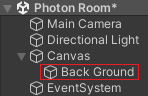 Photon Room*
Main Camera
Directional Light
Canvas
Back Ground
EventSystem